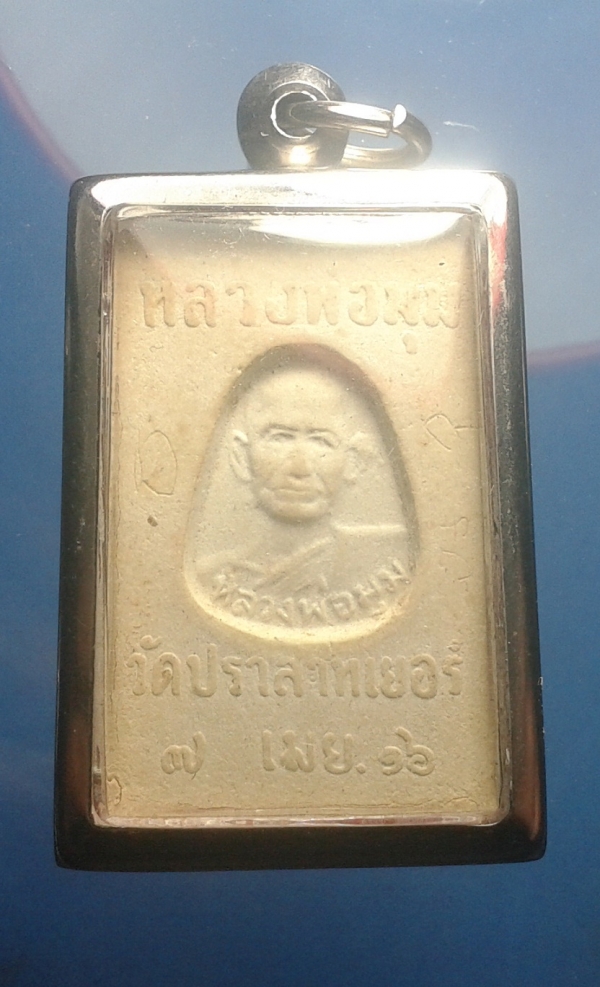 หลวงพ่อมุม
หลวงพ่อมุม
วัดปราสาทเยอร์
๗ เมย. ๑๖